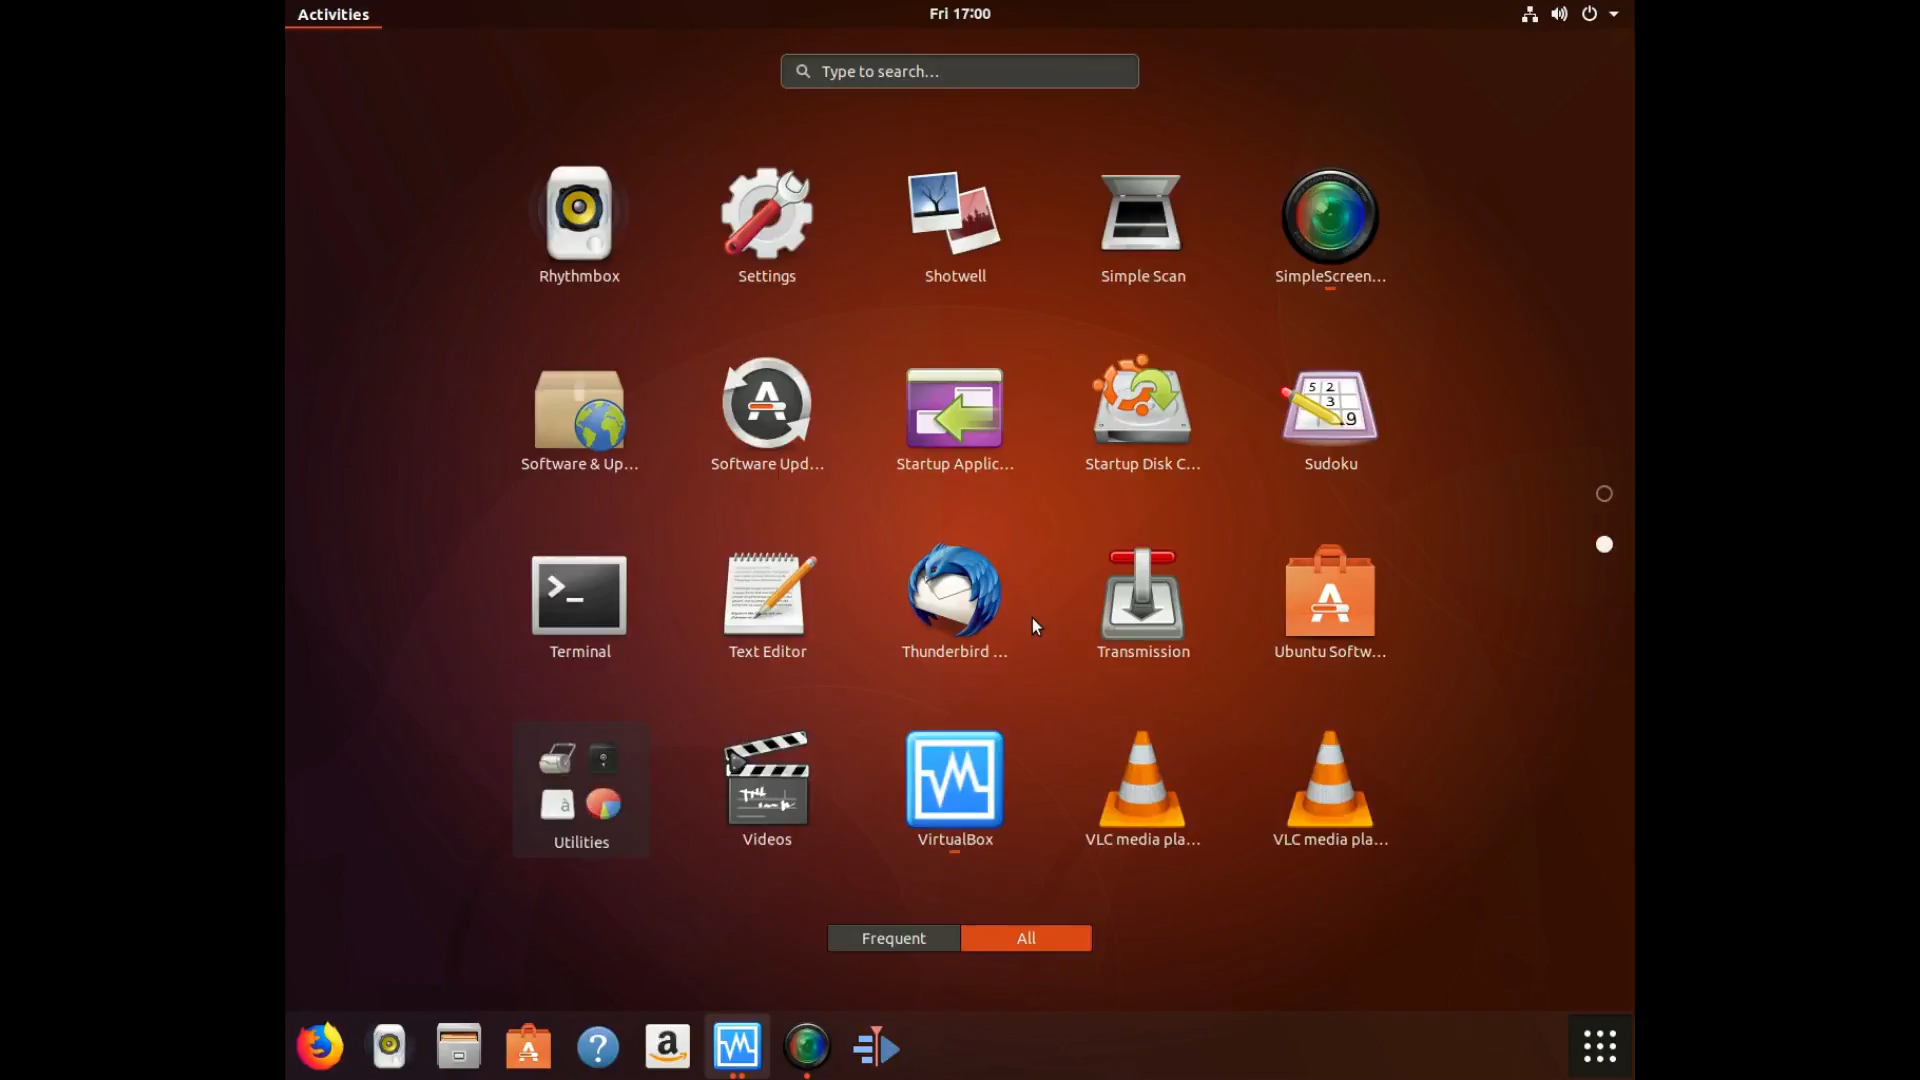 Activities
Fri 17:00
Type to search...
Rhythmbox
Settings
Shotwell
Simple Scan
SimpleScreen...
Software & Up...
Software Upd...
Startup Applic...
Startup Disk C...
Sudoku
Terminal
Text Editor
Thunderbird ...
Transmission
Ubuntu Softw...
Utilities
Videos
VirtualBox
VLC media pla...
VLC media pla...
Frequent
All